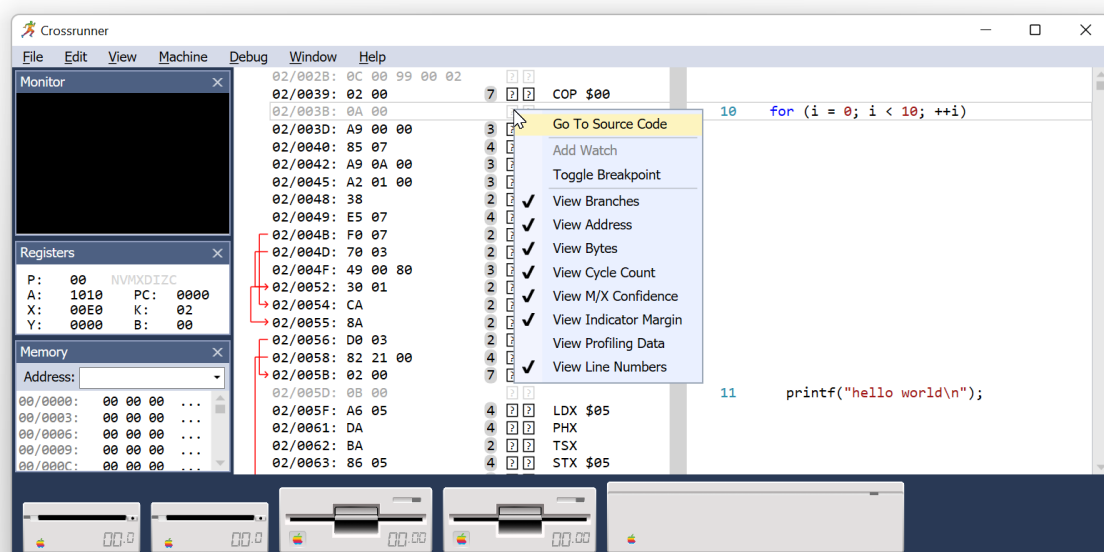 Crossrunner
File Edit View Machine Debug Window Help
Monitor
Registers
P: 00 NVMXDIZC
A: 1010 PC: 0000
X: 00E0 K: 02
Y: 0000 B: 00
Memory
Address:
00/0000: 00 00 00 ...
00/0003: 00 00 00 ...
00/0006: 00 00 00 ...
00/0009: 00 00 00 ...
00/000C: 00 00 00 ...
02/002B: 0C 00 99 00 02 ? ?
02/0039: 02 00 7 ? ? COP $00
02/003B: 0A 00
02/003D: A9 00 00 3
02/0040: 85 07 4
02/0042: A9 0A 00 3
02/0045: A2 01 00 3
02/0048: 38 2
02/0049: E5 07 4
02/004B: F0 07 2
02/004D: 70 03 2
02/004F: 49 00 80 3
02/0052: 30 01 2
02/0054: CA 2
02/0055: 8A 2
02/0056: D0 03 2
02/0058: 82 21 00 4
02/005B: 02 00 7
02/005D: 0B 00 ? ?
02/005F: A6 05 4 ? ? LDX $05
02/0061: DA 4 ? ? PHX
02/0062: BA 2 ? ? TSX
02/0063: 86 05 4 ? ? STX $05
Go To Source Code
Add Watch
Toggle Breakpoint
View Branches
View Address
View Bytes
View Cycle Count
View M/X Confidence
View Indicator Margin
View Profiling Data
View Line Numbers
10 for (i = 0; i < 10; ++i)
11 printf("hello world\n");
00:0 00:0 00:00 00:00